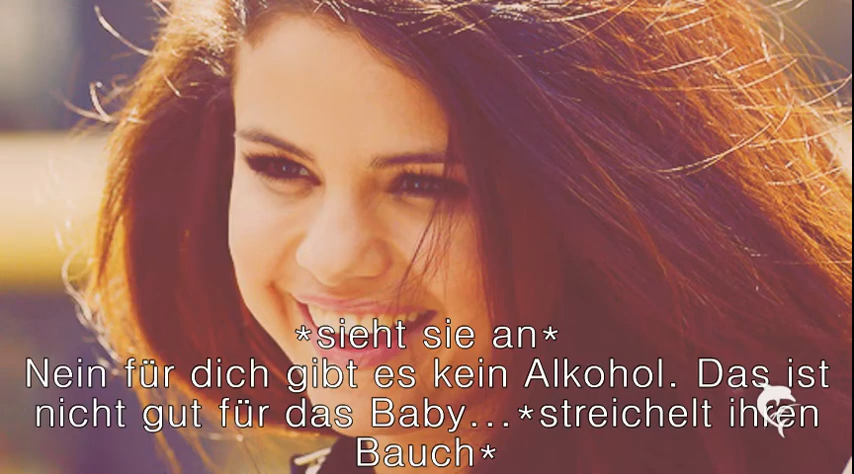 *sieht sie an*
Nein für dich gibt es kein Alkohol. Das ist
nicht gut für das Baby...*streichelt ihren
Bauch*